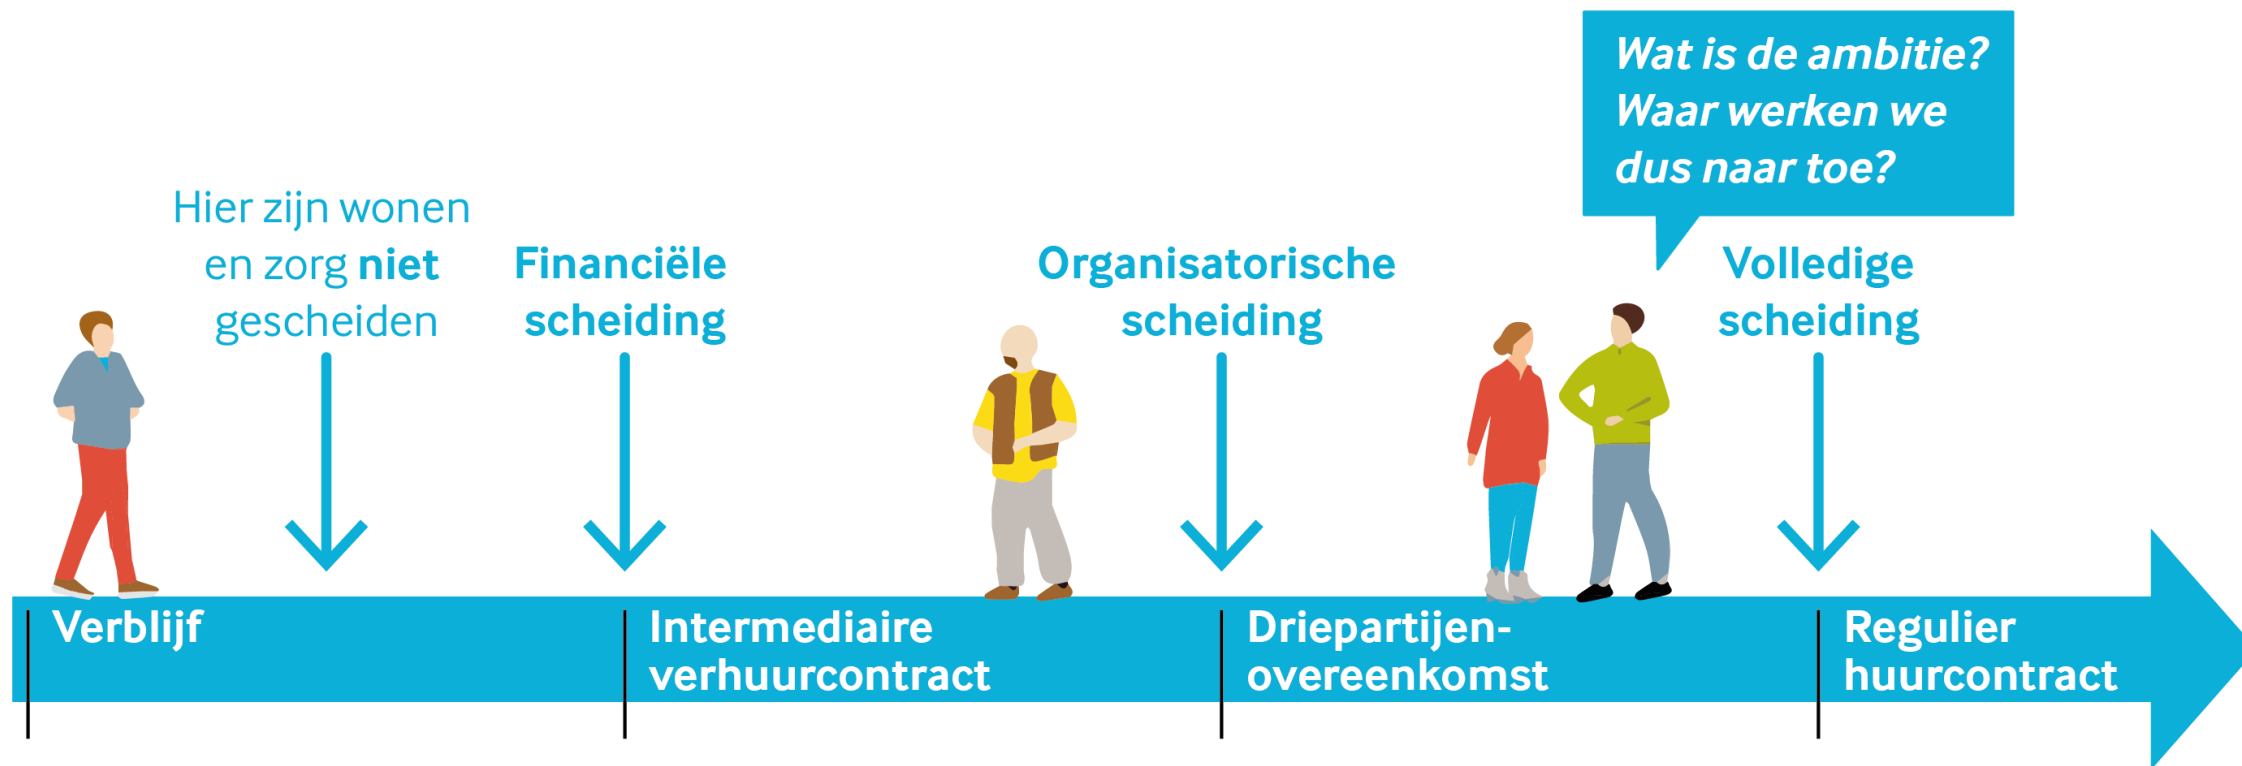 Wat is de ambitie?
Waar werken we
dus naar toe?
Hier zijn wonen
en zorg niet
gescheiden
Financiële
scheiding
Organisatorische
scheiding
Volledige
scheiding
Verblijf
Intermediaire
verhuurcontract
Driepartijen-
overeenkomst
Regulier
huurcontract